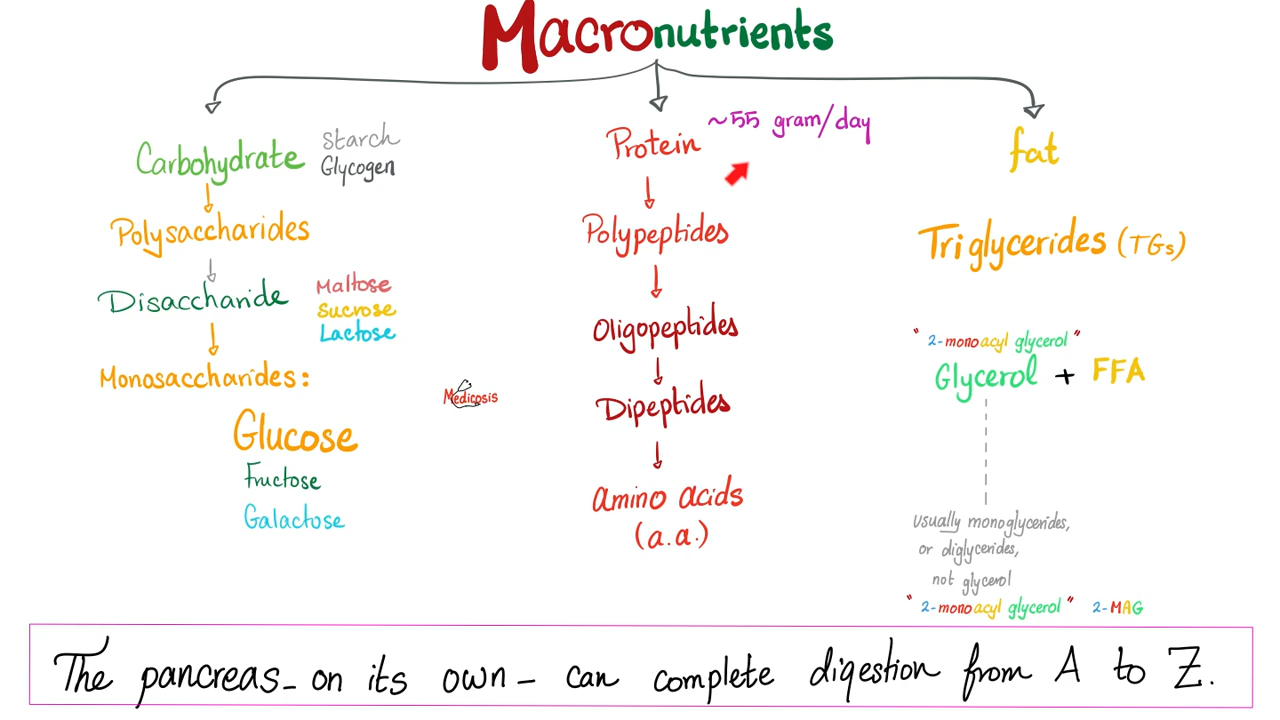 Macronutrients
Carbohydrate
Starch
Glycogen
Polysaccharides
Disaccharide
Maltose
Sucrose
Lactose
Monosaccharides:
Glucose
Fructose
Galactose
Medicosis
Protein
~55 gram/day
Polypeptides
Oligopeptides
Dipeptides
amino acids
(a.a.)
fat
Triglycerides (TGs)
"2-monoacyl glycerol"
Glycerol + FFA
Usually monoglycerides,
or diglycerides,
not glycerol
"2-monoacyl glycerol" 2-MAG
The pancreas - on its own - can complete digestion from A to Z.